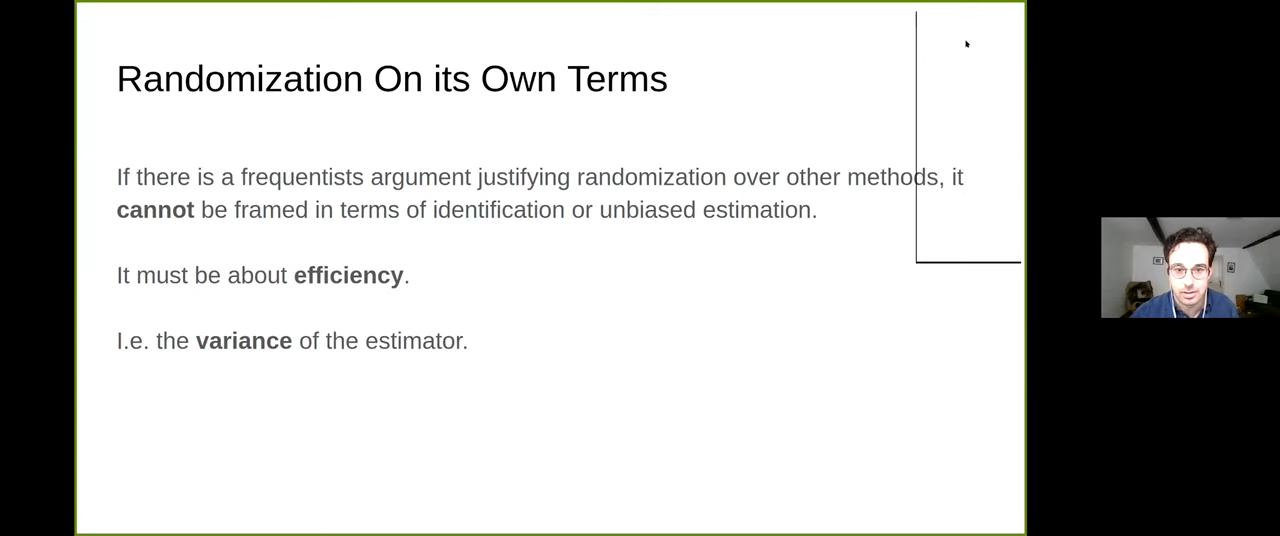 Randomization On its Own Terms
If there is a frequentists argument justifying randomization over other methods, it
cannot be framed in terms of identification or unbiased estimation.
It must be about efficiency.
I.e. the variance of the estimator.